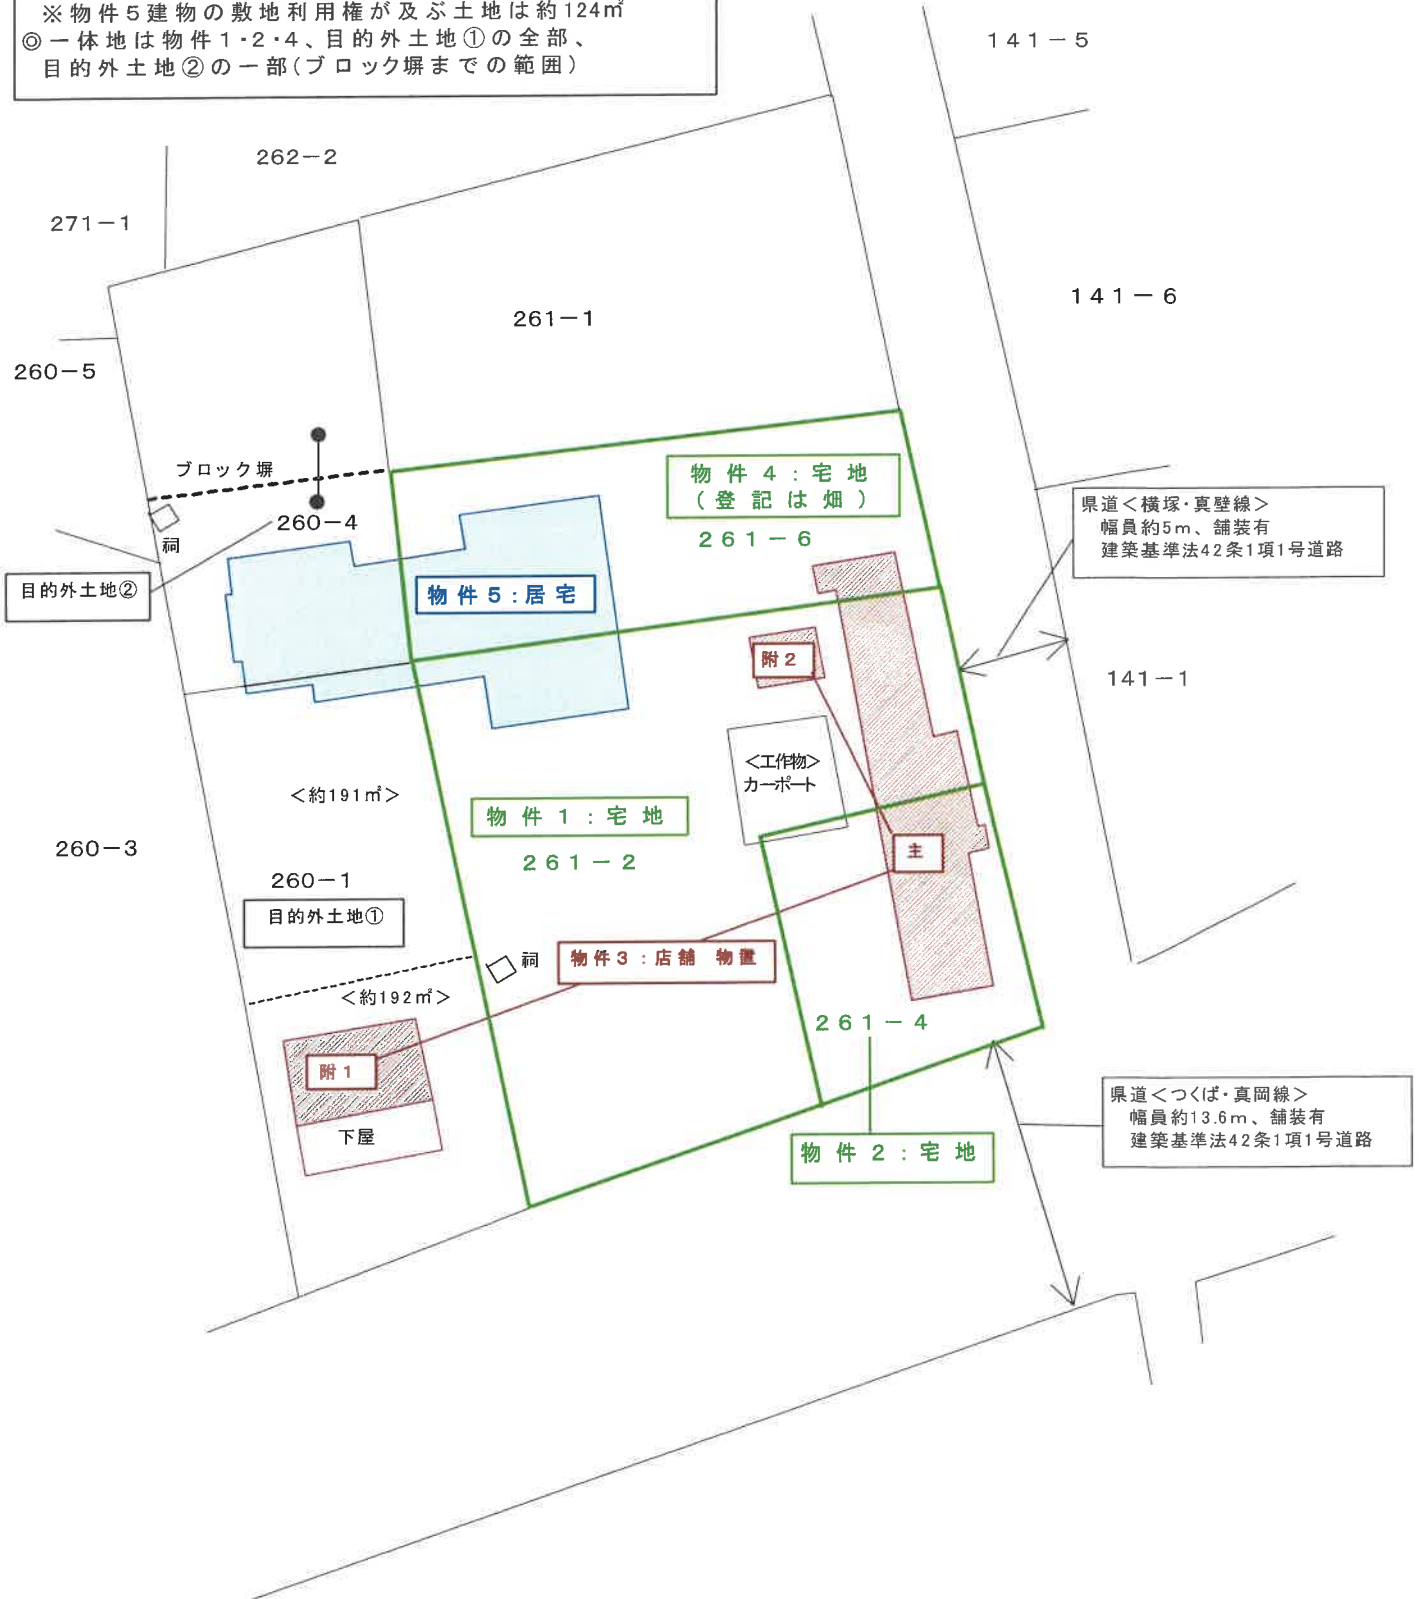 ※物件5建物の敷地利用権が及ぶ土地は約124㎡
◎一体地は物件1・2・4、目的外土地①の全部、
目的外土地②の一部(ブロック塀までの範囲)
141－5
262－2
271－1
141－6
261－1
260－5
ブロック塀
物件4：宅地
(登記は畑)
県道＜横塚・真壁線＞
幅員約5m、舗装有
建築基準法42条1項1号道路
260－4
祠
261－6
目的外土地②
物件5：居宅
附2
141－1
＜工作物＞
カーポート
＜約191㎡＞
物件1：宅地
260－3
主
261－2
260－1
目的外土地①
物件3：店舗 物置
祠
＜約192㎡＞
261－4
附1
県道＜つくば・真岡線＞
幅員約13.6m、舗装有
建築基準法42条1項1号道路
下屋
物件2：宅地